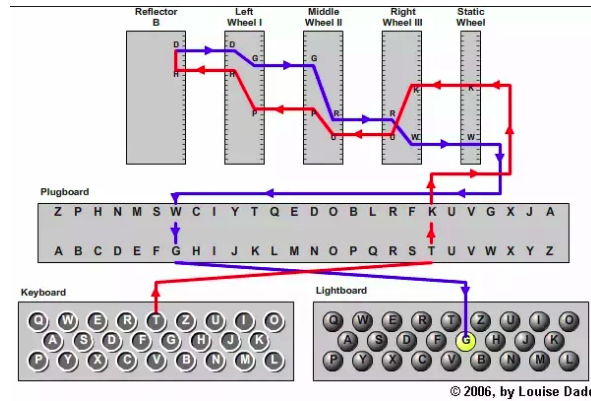 Reflector B
Left Wheel I
Middle Wheel II
Right Wheel III
Static Wheel
D D G G R R W W
H H P P U U K K
Plugboard
Z P H N M S W C I Y T Q E D O B L R F K U V G X J A
A B C D E F G H I J K L M N O P Q R S T U V W X Y Z
Keyboard
Q W E R T Z U I O
A S D F G H J K
P Y X C V B N M L
Lightboard
Q W E R T Z U I O
A S D F G H J K
P Y X C V B N M L
© 2006, by Louise Dade